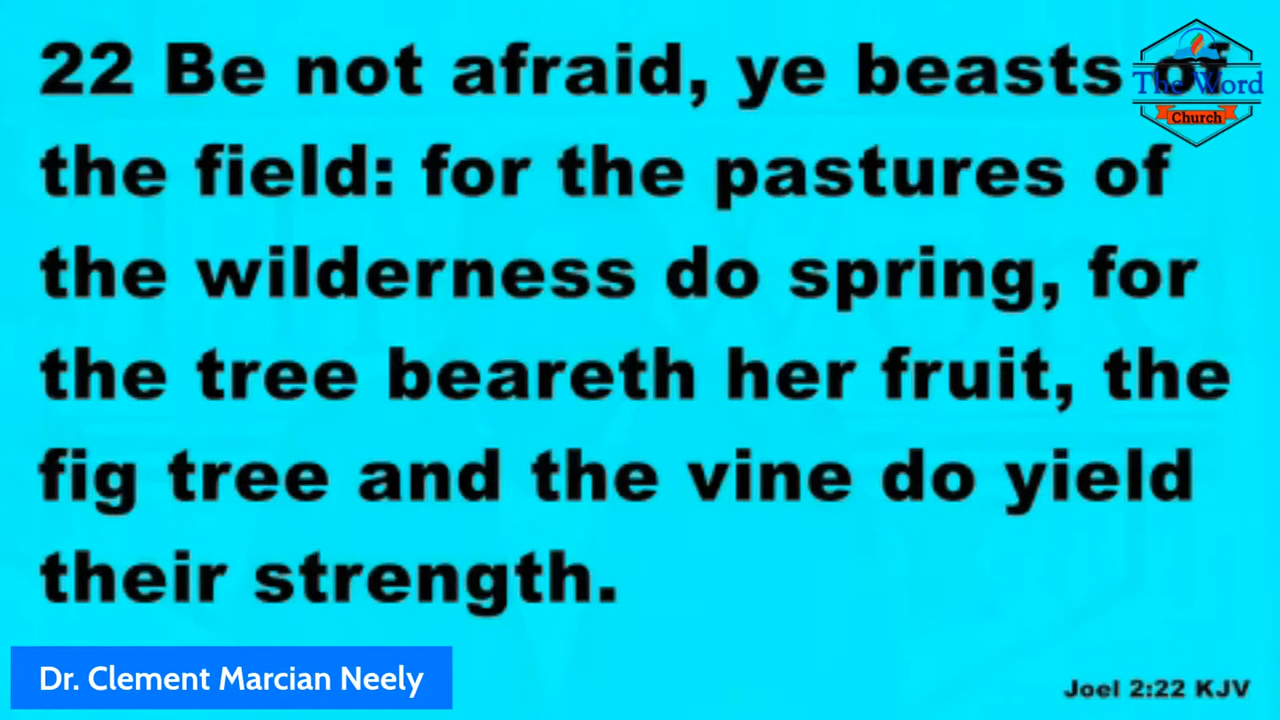 22 Be not afraid, ye beasts
The Word
Church
the field: for the pastures of
the wilderness do spring, for
the tree beareth her fruit, the
fig tree and the vine do yield
their strength.
Dr. Clement Marcian Neely
Joel 2:22 KJV